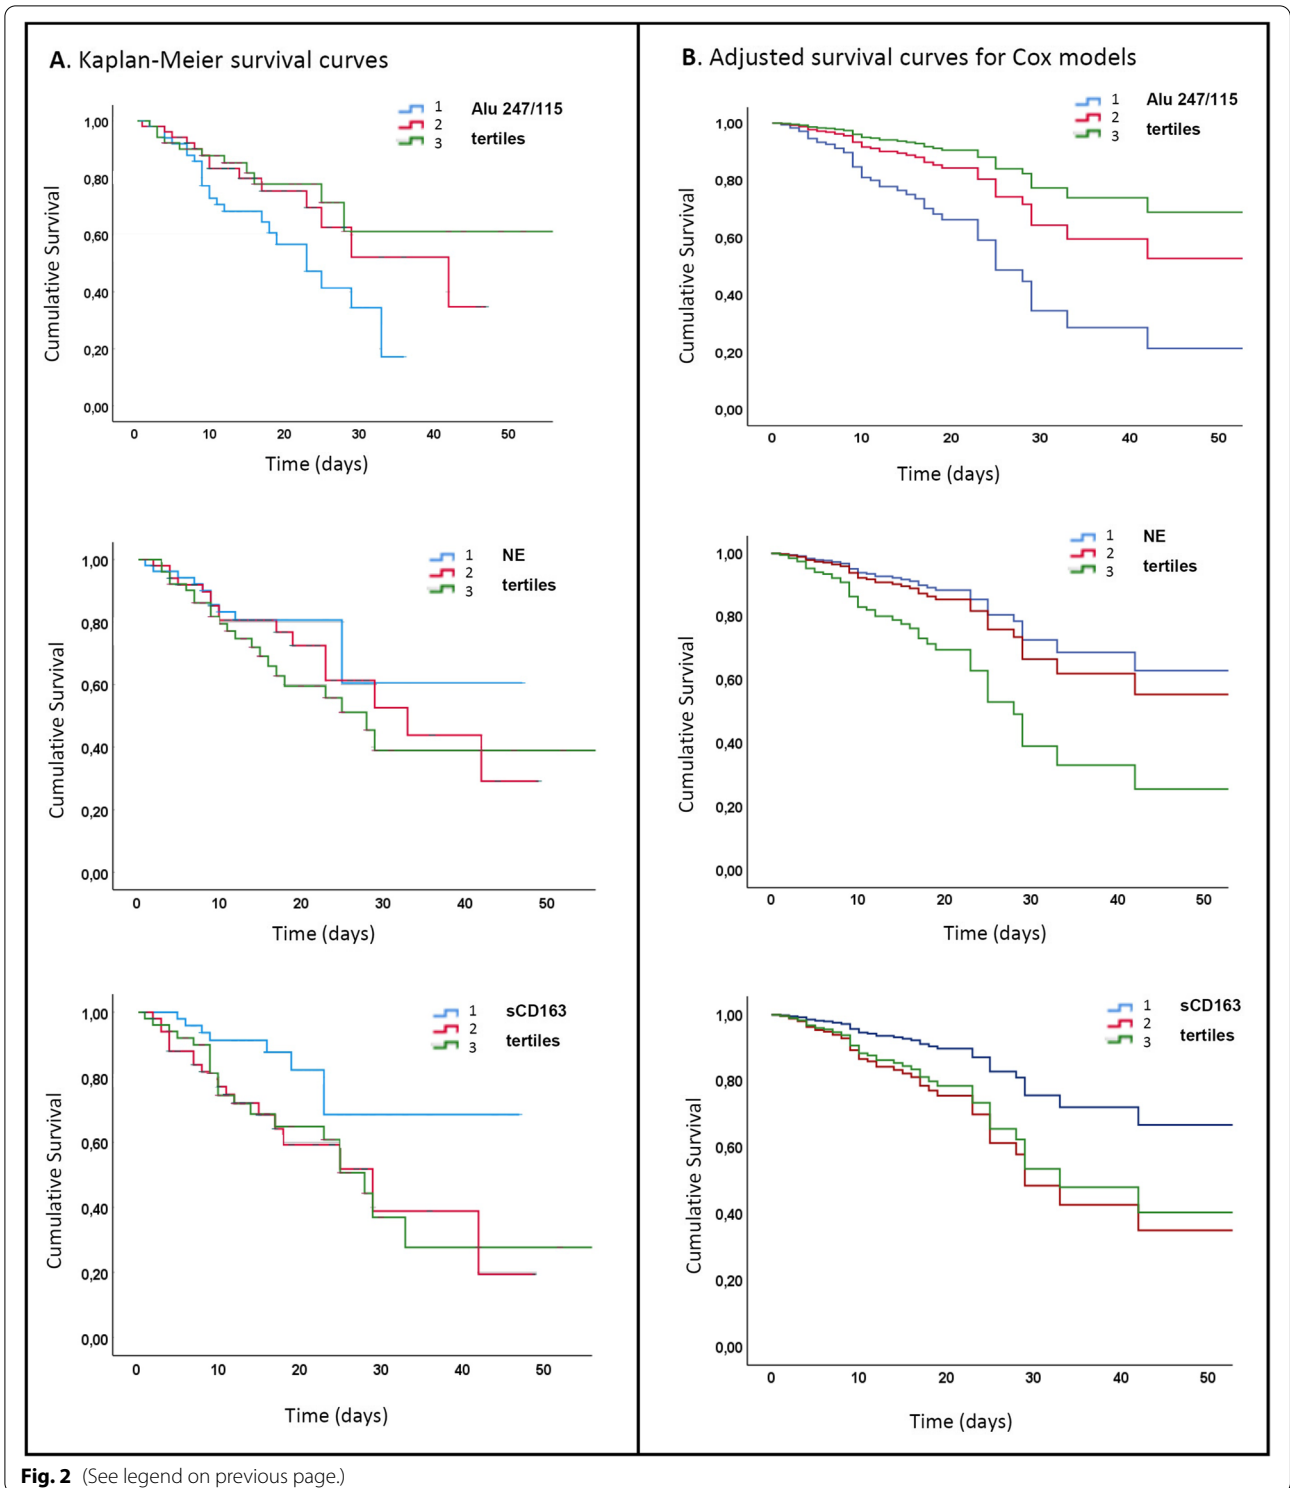 A. Kaplan-Meier survival curves
1 Alu 247/115
2
3 tertiles
1,00
0,80
0,60
0,40
0,20
0,00
Cumulative Survival
0 10 20 30 40 50
Time (days)
1 NE
2
3 tertiles
1,00
0,80
0,60
0,40
0,20
0,00
Cumulative Survival
0 10 20 30 40 50
Time (days)
1 sCD163
2
3 tertiles
1,00
0,80
0,60
0,40
0,20
0,00
Cumulative Survival
0 10 20 30 40 50
Time (days)
B. Adjusted survival curves for Cox models
1 Alu 247/115
2
3 tertiles
1,00
0,80
0,60
0,40
0,20
0,00
Cumulative Survival
0 10 20 30 40 50
Time (days)
1 NE
2
3 tertiles
1,00
0,80
0,60
0,40
0,20
0,00
Cumulative Survival
0 10 20 30 40 50
Time (days)
1 sCD163
2
3 tertiles
1,00
0,80
0,60
0,40
0,20
0,00
Cumulative Survival
0 10 20 30 40 50
Time (days)
Fig. 2 (See legend on previous page.)